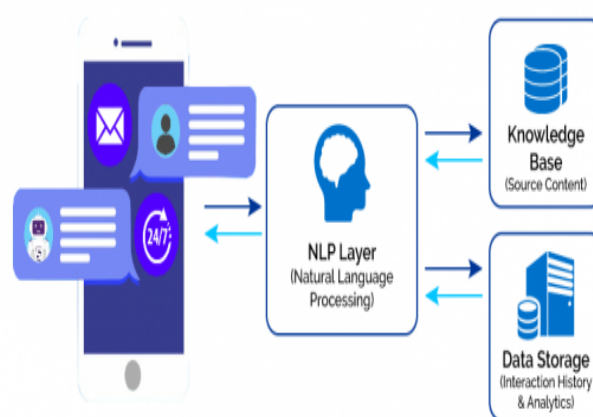 24/7
NLP Layer
(Natural Language
Processing)
Knowledge
Base
(Source Content)
Data Storage
(Interaction History
& Analytics)